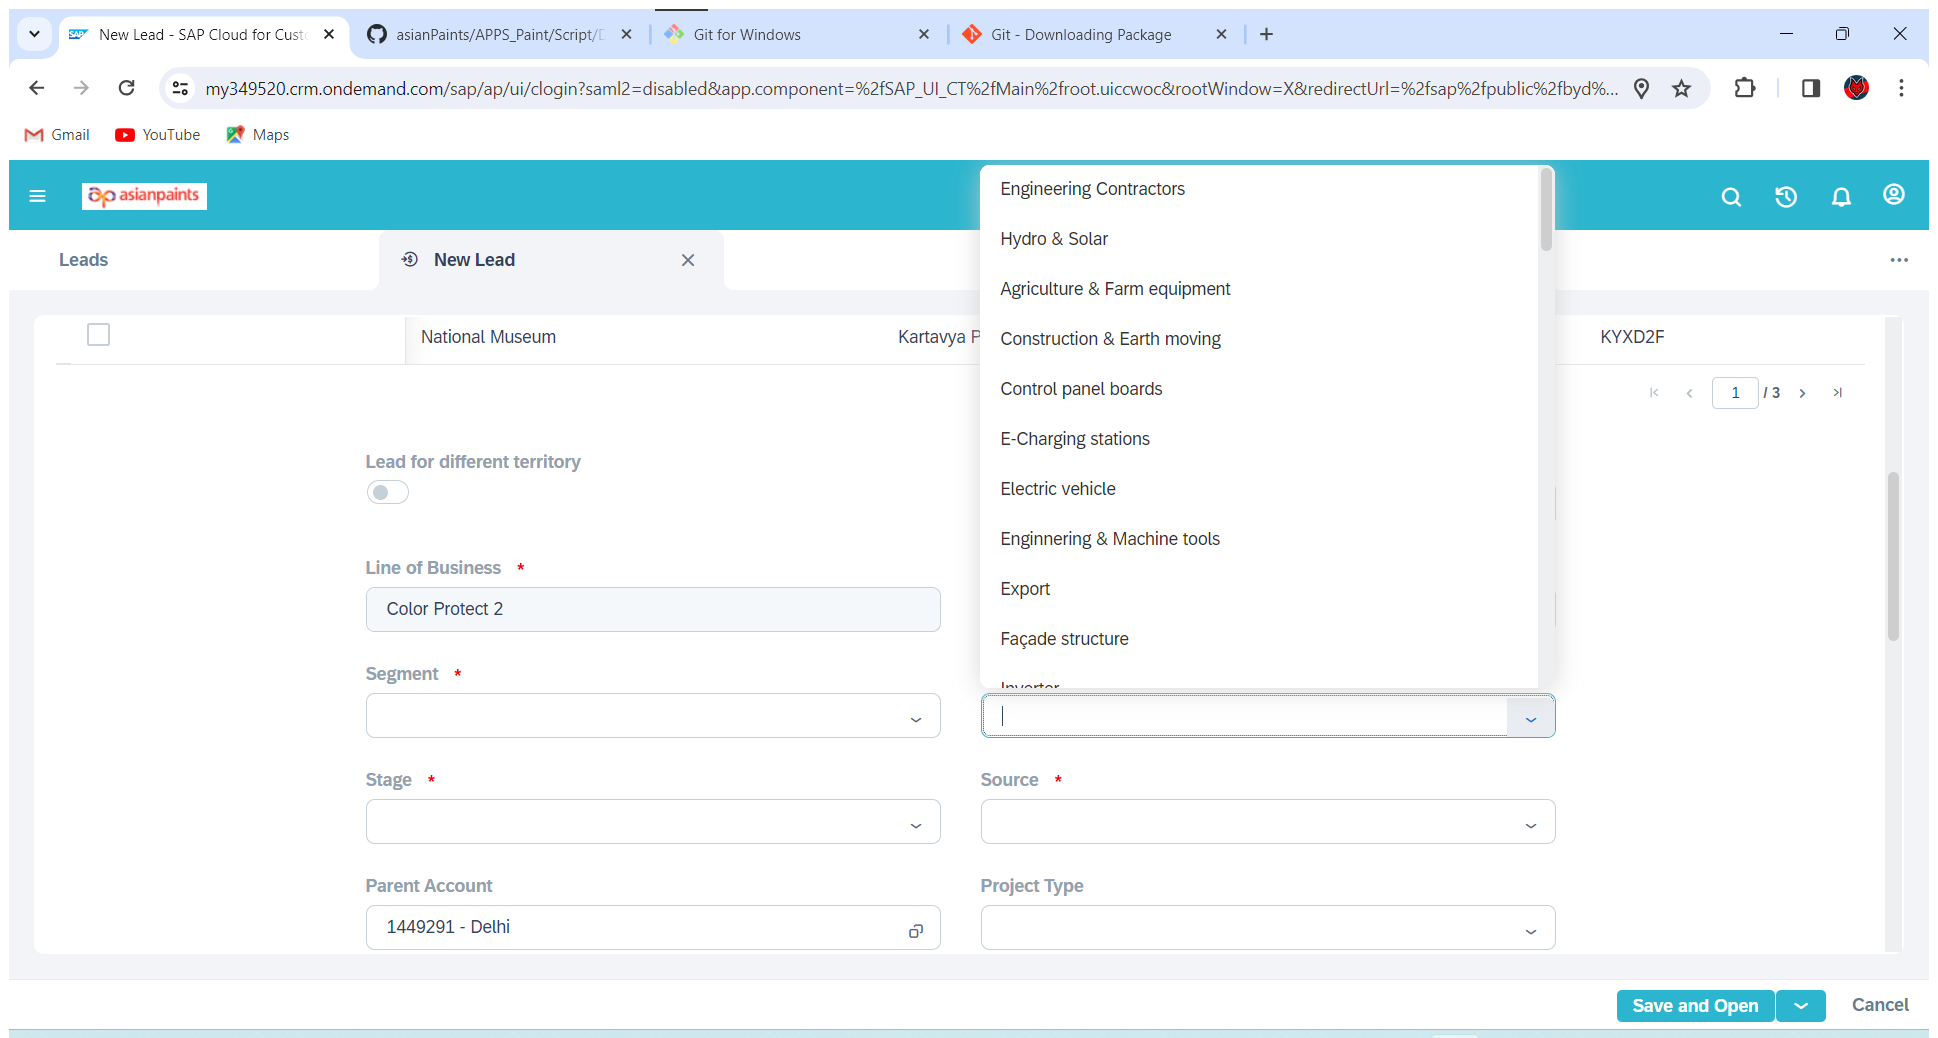 New Lead - SAP Cloud for Cust
asianPaints/APPS_Paint/Script/D
Git for Windows
Git - Downloading Package
my349520.crm.ondemand.com/sap/ap/ui/clogin?saml2=disabled&app.component=%2fSAP_UI_CT%2fMain%2froot.uiccwoc&rootWindow=X&redirectUrl=%2fsap%2fpublic%2fbyd%...
Gmail
YouTube
Maps
ap asianpaints
Leads
New Lead
National Museum
Kartavya P
KYXD2F
1 / 3
Engineering Contractors
Hydro & Solar
Agriculture & Farm equipment
Construction & Earth moving
Control panel boards
E-Charging stations
Electric vehicle
Enginnering & Machine tools
Export
Façade structure
Inverter
Lead for different territory
Line of Business *
Color Protect 2
Segment *
Stage *
Source *
Parent Account
Project Type
1449291 - Delhi
Save and Open
Cancel